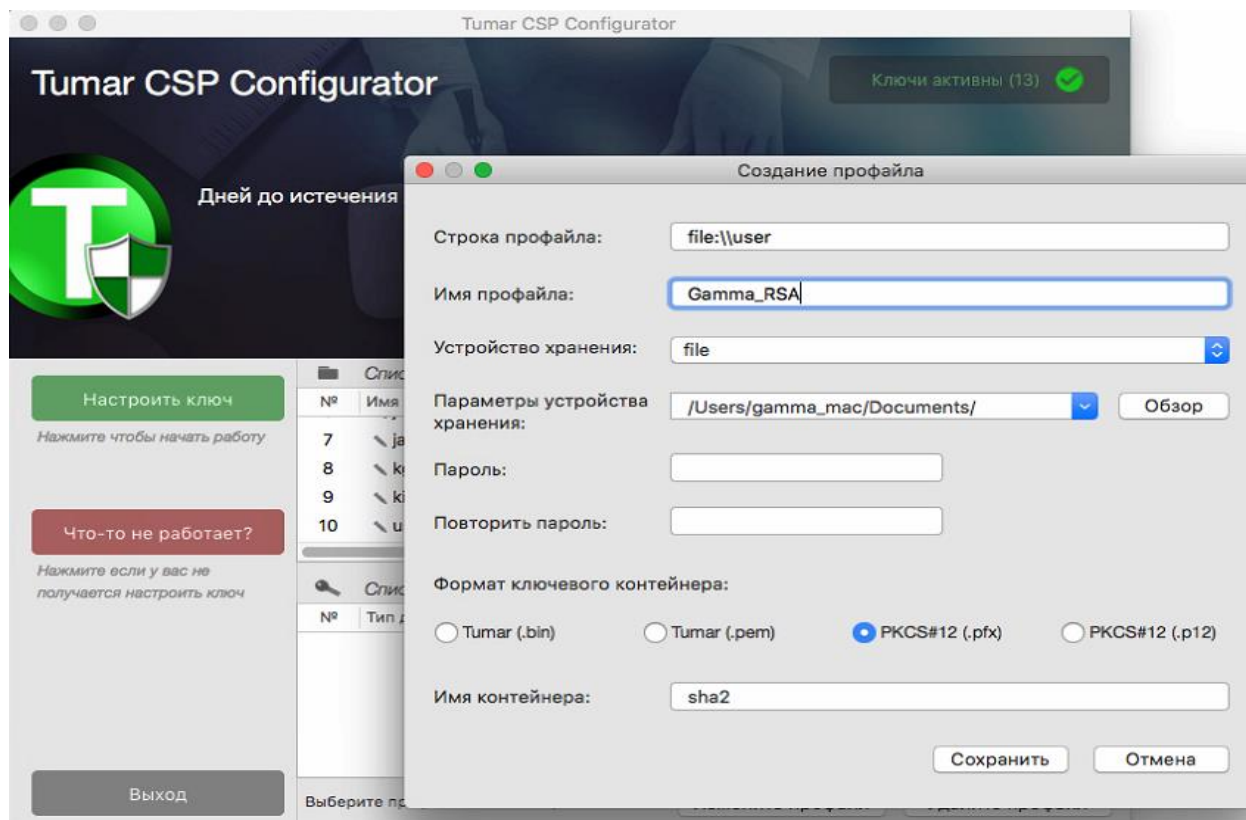 Tumar CSP Configurator
Tumar CSP Configurator
Ключи активны (13)
Дней до истечения
Настроить ключ
Нажмите чтобы начать работу
Что-то не работает?
Нажмите если у вас не
получается настроить ключ
Выход
№ Имя
7
8
9
10
№ Тип
Выберите
Создание профайла
Строка профайла: file:\\user
Имя профайла: Gamma_RSA
Устройство хранения: file
Параметры устройства
хранения: /Users/gamma_mac/Documents/ Обзор
Пароль:
Повторить пароль:
Формат ключевого контейнера:
Tumar (.bin) Tumar (.pem) PKCS#12 (.pfx) PKCS#12 (.p12)
Имя контейнера: sha2
Сохранить Отмена